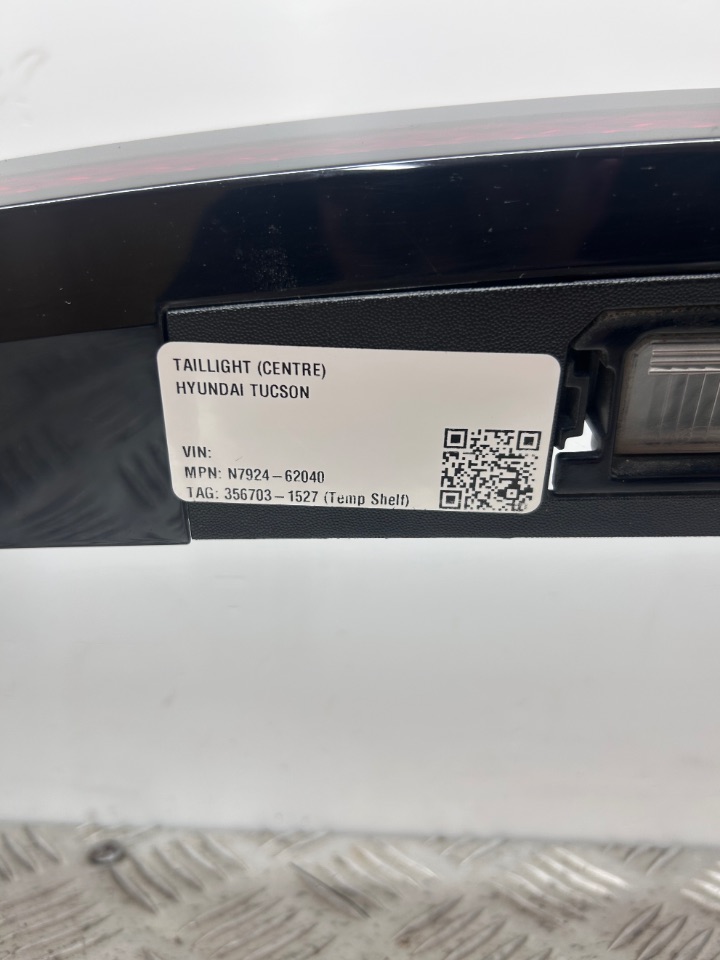 TAILLIGHT (CENTRE)
HYUNDAI TUCSON
VIN:
MPN: N7924-62040
TAG: 356703-1527 (Temp Shelf)